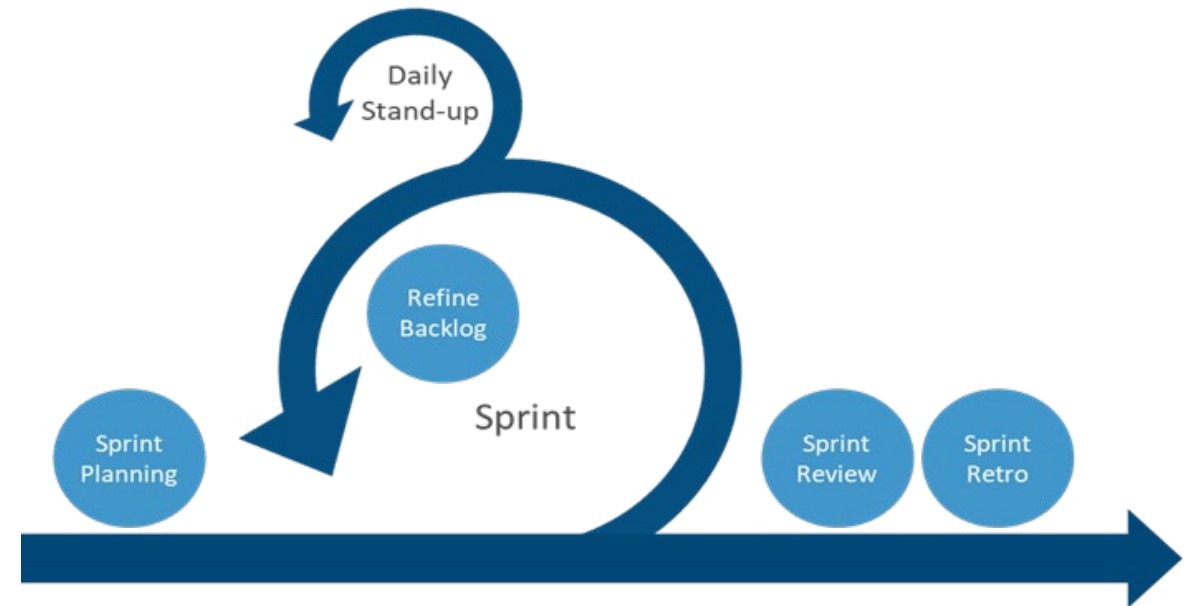 Daily
Stand-up
Refine
Backlog
Sprint
Sprint
Planning
Sprint
Review
Sprint
Retro